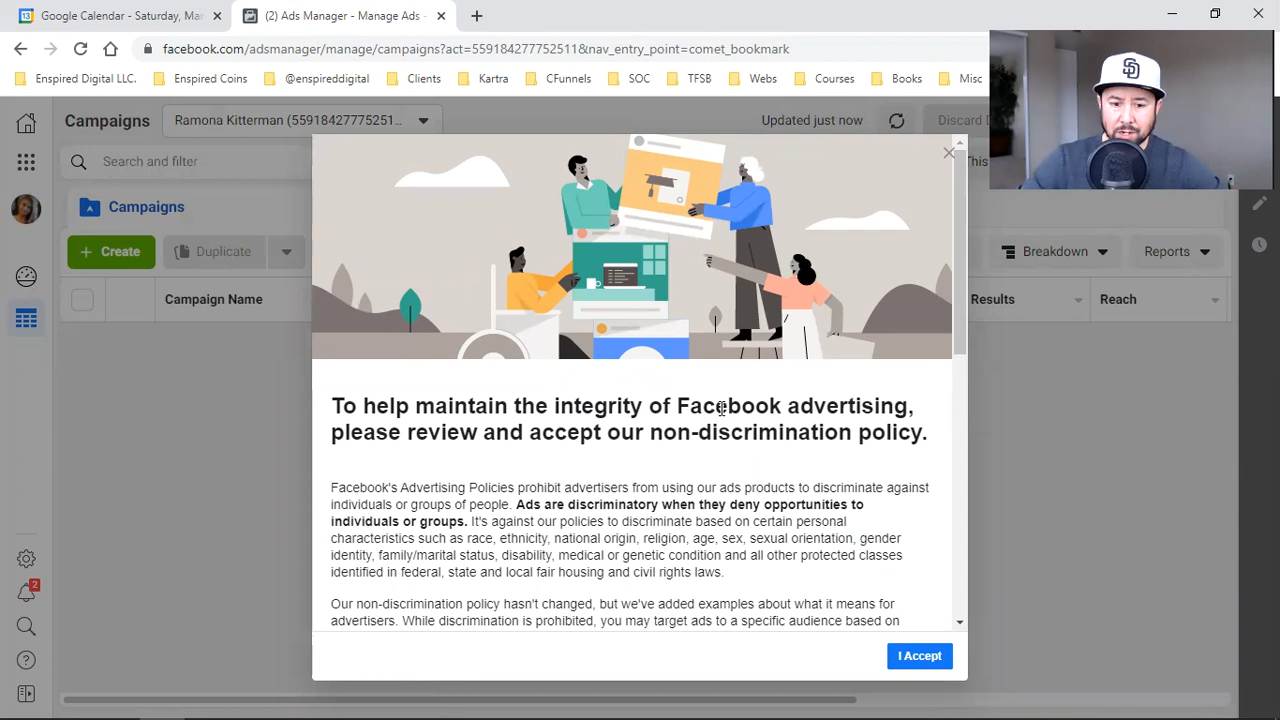 Google Calendar - Saturday, Mar
(2) Ads Manager - Manage Ads -
facebook.com/adsmanager/manage/campaigns?act=559184277752511&nav_entry_point=comet_bookmark
Enspired Digital LLC.
Enspired Coins
@enspireddigital
Clients
Kartra
CFunnels
SOC
TFSB
Webs
Courses
Books
Misc
Campaigns
Ramona Kitterman (55918427775251...
Updated just now
Discard D
Search and filter
This
Campaigns
+ Create
Duplicate
Breakdown
Reports
Campaign Name
Results
Reach
To help maintain the integrity of Facebook advertising,
please review and accept our non-discrimination policy.
Facebook's Advertising Policies prohibit advertisers from using our ads products to discriminate against
individuals or groups of people. Ads are discriminatory when they deny opportunities to
individuals or groups. It's against our policies to discriminate based on certain personal
characteristics such as race, ethnicity, national origin, religion, age, sex, sexual orientation, gender
identity, family/marital status, disability, medical or genetic condition and all other protected classes
identified in federal, state and local fair housing and civil rights laws.
Our non-discrimination policy hasn't changed, but we've added examples about what it means for
advertisers. While discrimination is prohibited, you may target ads to a specific audience based on
2
I Accept